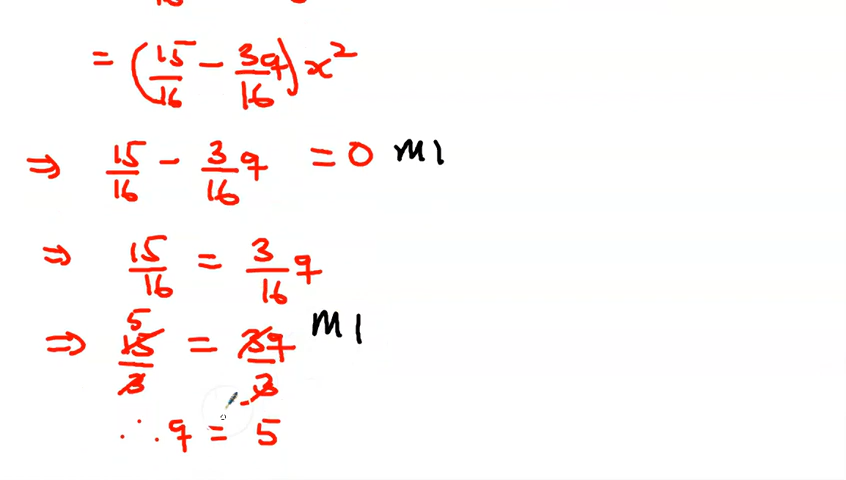 = (15/16 - 3q/16) x²
⇒ 15/16 - 3/16 q = 0 M1
⇒ 15/16 = 3/16 q
⇒ 15/3 = 3q/3 M1
5
∴ q = 5